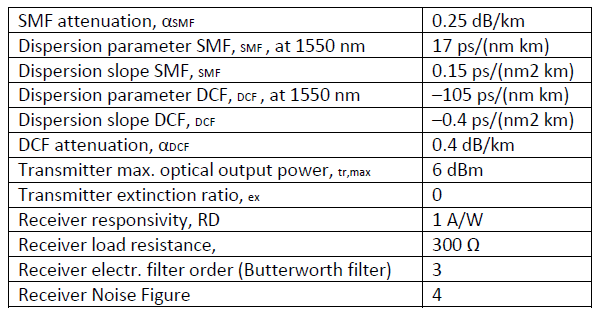 SMF attenuation, αSMF 0.25 dB/km
Dispersion parameter SMF, SMF , at 1550 nm 17 ps/(nm km)
Dispersion slope SMF, SMF 0.15 ps/(nm2 km)
Dispersion parameter DCF, DCF , at 1550 nm –105 ps/(nm km)
Dispersion slope DCF, DCF –0.4 ps/(nm2 km)
DCF attenuation, αDCF 0.4 dB/km
Transmitter max. optical output power, tr,max 6 dBm
Transmitter extinction ratio, ex 0
Receiver responsivity, RD 1 A/W
Receiver load resistance, 300 Ω
Receiver electr. filter order (Butterworth filter) 3
Receiver Noise Figure 4